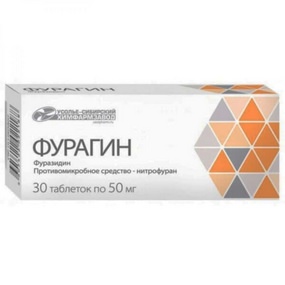 УСОЛЬЕ-СИБИРСКИЙ
ХИМФАРМЗАВОД
ФУРАГИН
Фуразидин
Противомикробное средство - нитрофуран
30 таблеток по 50 мг